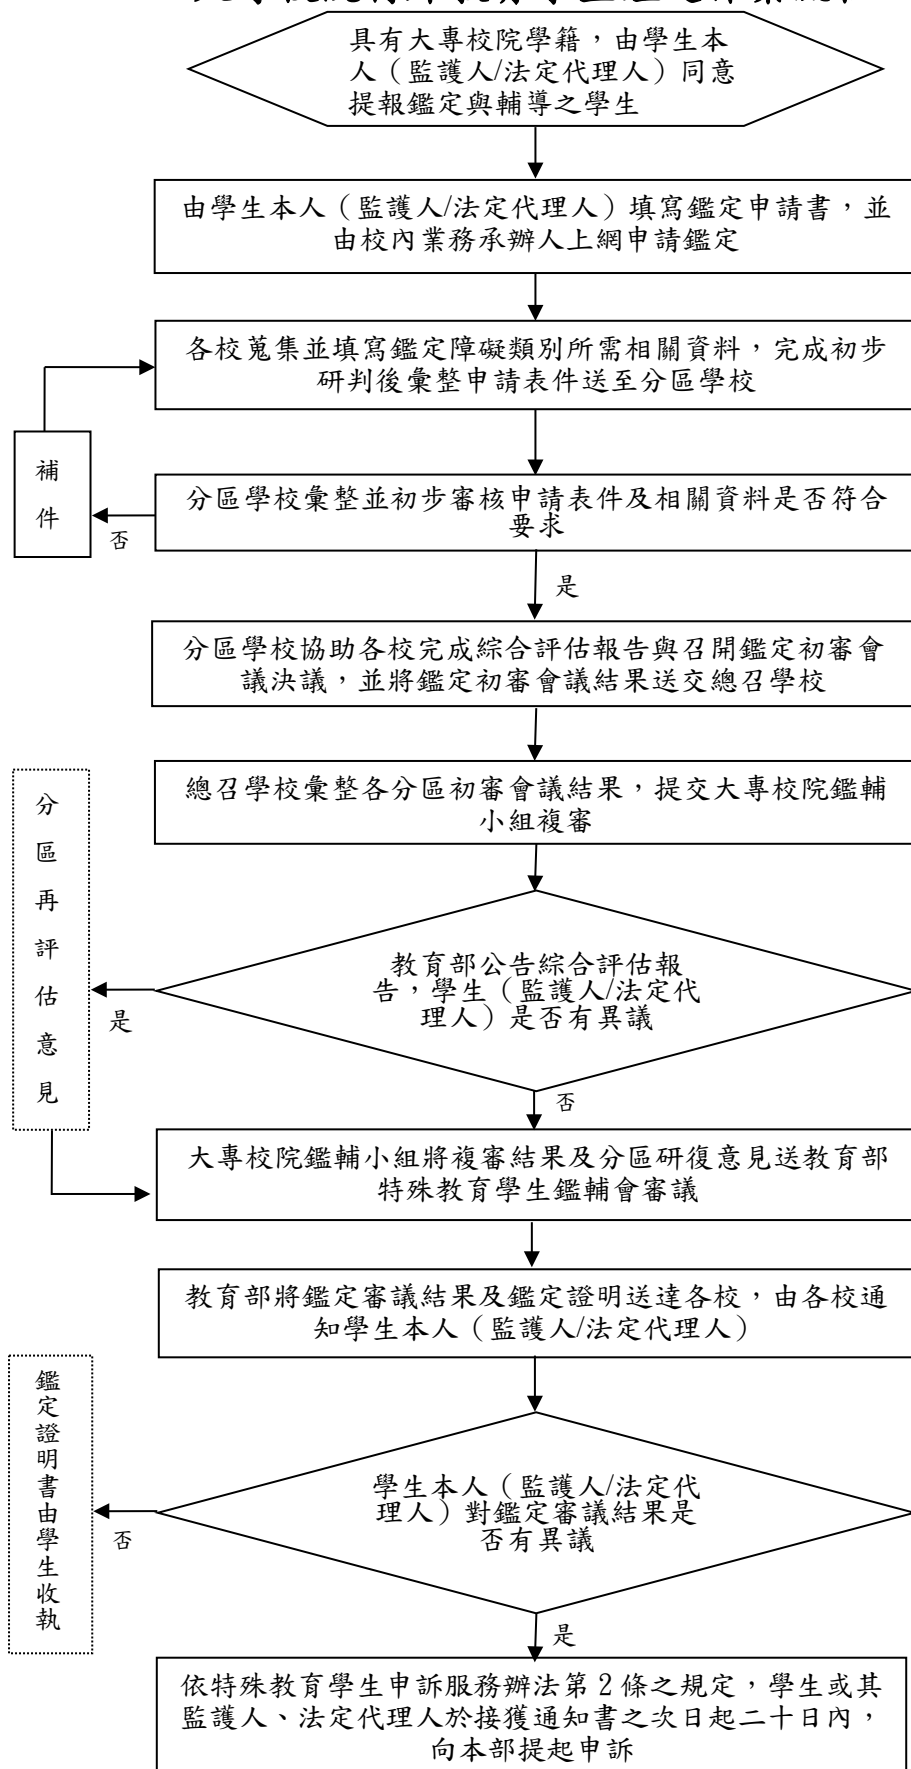 具有大專校院學籍，由學生本
人（監護人/法定代理人）同意
提報鑑定與輔導之學生
由學生本人（監護人/法定代理人）填寫鑑定申請書，並
由校內業務承辦人上網申請鑑定
各校蒐集並填寫鑑定障礙類別所需相關資料，完成初步
研判後彙整申請表件送至分區學校
補
件
否
分區學校彙整並初步審核申請表件及相關資料是否符合
要求
是
分區學校協助各校完成綜合評估報告與召開鑑定初審會
議決議，並將鑑定初審會議結果送交總召學校
總召學校彙整各分區初審會議結果，提交大專校院鑑輔
小組複審
分
區
再
評
估
意
見
是
教育部公告綜合評估報
告，學生（監護人/法定代
理人）是否有異議
否
大專校院鑑輔小組將複審結果及分區研復意見送教育部
特殊教育學生鑑輔會審議
教育部將鑑定審議結果及鑑定證明送達各校，由各校通
知學生本人（監護人/法定代理人）
鑑
定
證
明
書
由
學
生
收
執
否
學生本人（監護人/法定代
理人）對鑑定審議結果是
否有異議
是
依特殊教育學生申訴服務辦法第 2 條之規定，學生或其
監護人、法定代理人於接獲通知書之次日起二十日內，
向本部提起申訴